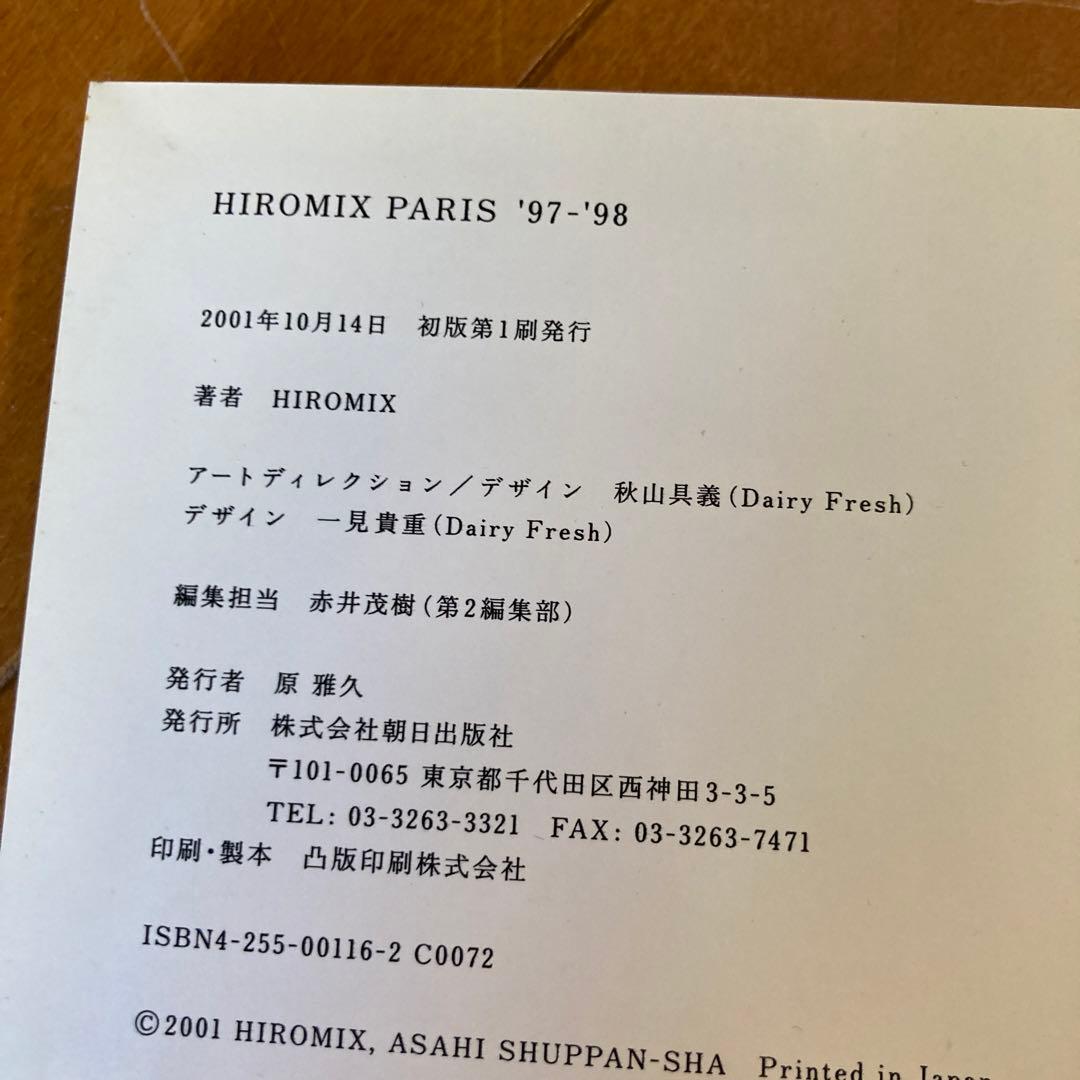 HIROMIX PARIS '97-'98
2001年10月14日　初版第1刷発行
著者　HIROMIX
アートディレクション／デザイン　秋山具義(Dairy Fresh)
デザイン　一見貴重(Dairy Fresh)
編集担当　赤井茂樹(第2編集部)
発行者　原 雅久
発行所　株式会社朝日出版社
〒101-0065 東京都千代田区西神田3-3-5
TEL: 03-3263-3321　FAX: 03-3263-7471
印刷・製本　凸版印刷株式会社
ISBN4-255-00116-2 C0072
©2001 HIROMIX, ASAHI SHUPPAN-SHA　Printed in Japan